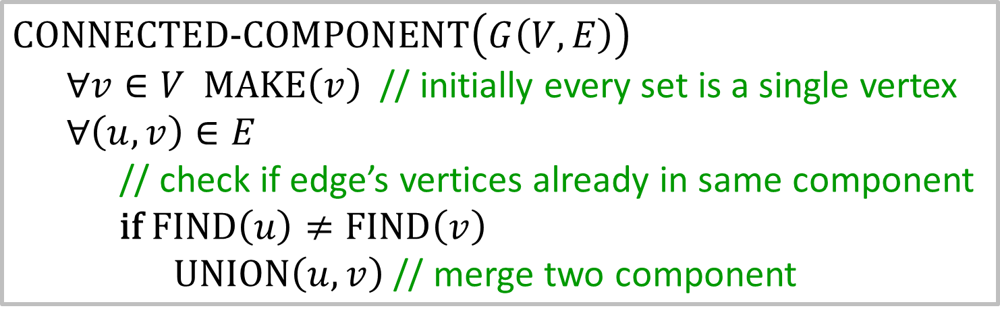 CONNECTED-COMPONENT(G(V, E))
∀v ∈ V MAKE(v) // initially every set is a single vertex
∀(u, v) ∈ E
// check if edge’s vertices already in same component
if FIND(u) ≠ FIND(v)
UNION(u, v) // merge two component